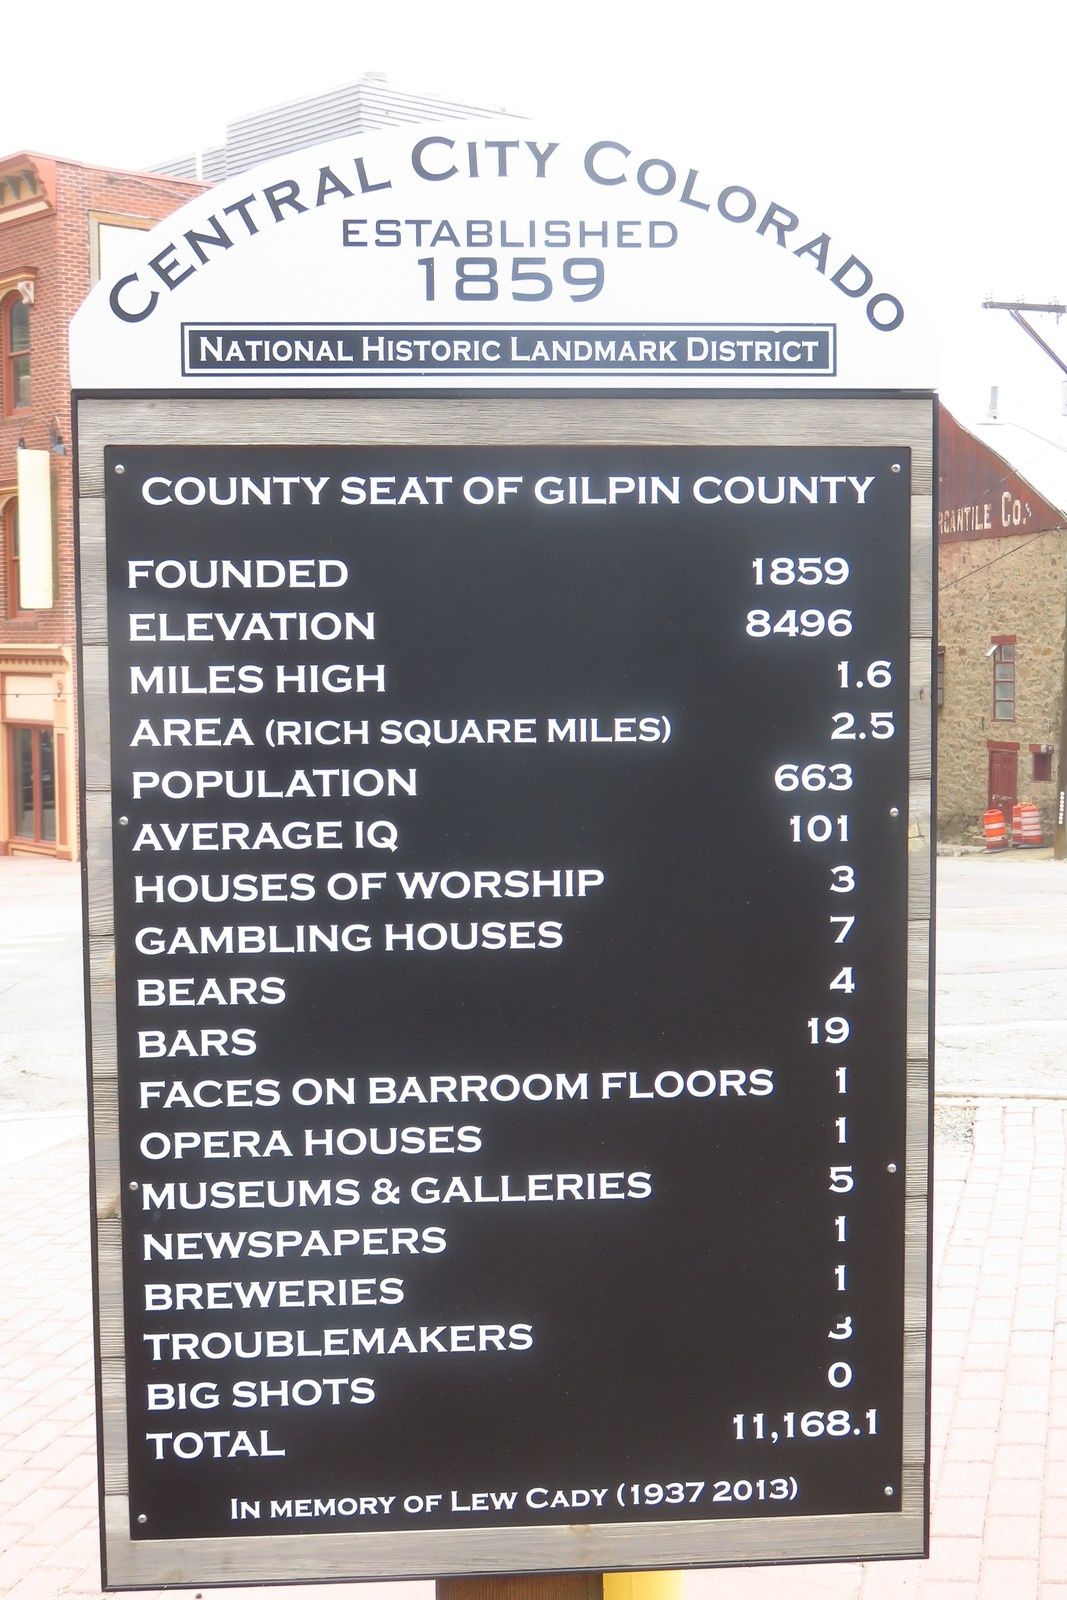 CENTRAL CITY COLORADO
ESTABLISHED
1859
NATIONAL HISTORIC LANDMARK DISTRICT
COUNTY SEAT OF GILPIN COUNTY
FOUNDED 1859
ELEVATION 8496
MILES HIGH 1.6
AREA (RICH SQUARE MILES) 2.5
POPULATION 663
AVERAGE IQ 101
HOUSES OF WORSHIP 3
GAMBLING HOUSES 7
BEARS 4
BARS 19
FACES ON BARROOM FLOORS 1
OPERA HOUSES 1
MUSEUMS & GALLERIES 5
NEWSPAPERS 1
BREWERIES 1
TROUBLEMAKERS 3
BIG SHOTS 0
TOTAL 11,168.1
IN MEMORY OF LEW CADY (1937 2013)
Co.